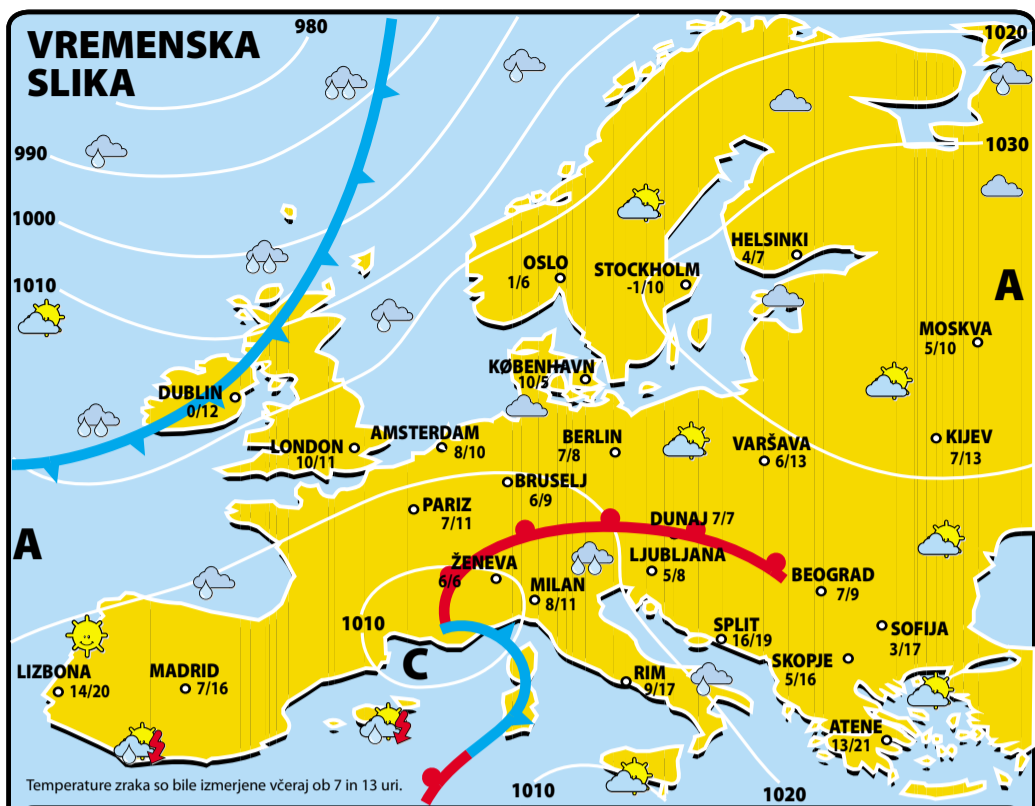 VREMENSKA
SLIKA
980
1020
990
1030
1000
1010
HELSINKI
4/7
OSLO
1/6
STOCKHOLM
-1/10
A
MOSKVA
5/10
KØBENHAVN
10/5
DUBLIN
0/12
LONDON
10/11
AMSTERDAM
8/10
BERLIN
7/8
VARŠAVA
6/13
KIJEV
7/13
BRUSELJ
6/9
PARIZ
7/11
DUNAJ 7/7
A
ŽENEVA
6/6
LJUBLJANA
5/8
MILAN
8/11
BEOGRAD
7/9
1010
SPLIT
16/19
SOFIJA
3/17
C
SKOPJE
5/16
LIZBONA
14/20
MADRID
7/16
RIM
9/17
ATENE
13/21
Temperature zraka so bile izmerjene včeraj ob 7 in 13 uri.
1010
1020